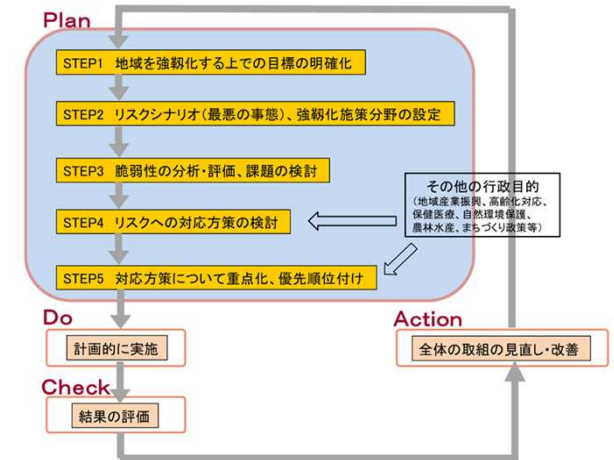 Plan
STEP1 地域を強靱化する上での目標の明確化
STEP2 リスクシナリオ(最悪の事態)、強靱化施策分野の設定
STEP3 脆弱性の分析・評価、課題の検討
その他の行政目的
(地域産業振興、高齢化対応、
保健医療、自然環境保護、
農林水産、まちづくり政策等)
STEP4 リスクへの対応方策の検討
STEP5 対応方策について重点化、優先順位付け
Do
計画的に実施
Action
全体の取組の見直し・改善
Check
結果の評価